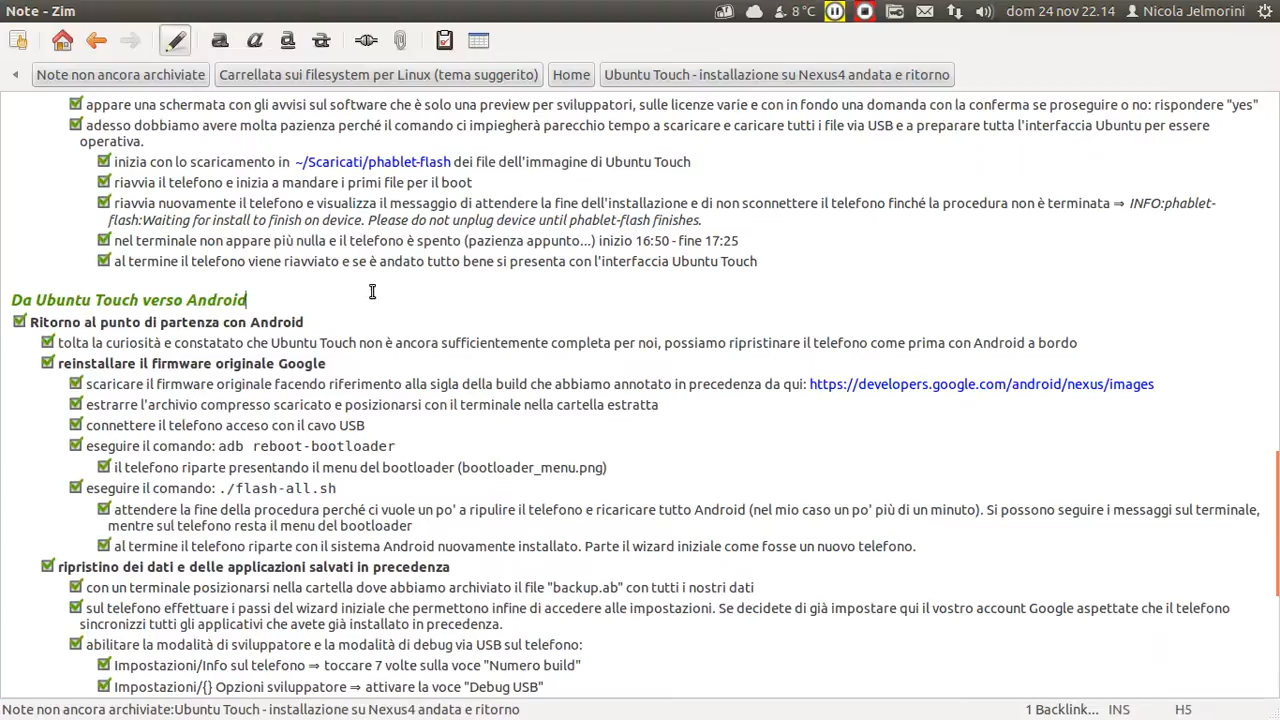 Note - Zim
8 °C
dom 24 nov 22.14
Nicola Jelmorini
a a a a
Note non ancora archiviate
Carrellata sui filesystem per Linux (tema suggerito)
Home
Ubuntu Touch - installazione su Nexus4 andata e ritorno
appare una schermata con gli avvisi sul software che è solo una preview per sviluppatori, sulle licenze varie e con in fondo una domanda con la conferma se proseguire o no: rispondere "yes"
adesso dobbiamo avere molta pazienza perché il comando ci impiegherà parecchio tempo a scaricare e caricare tutti i file via USB e a preparare tutta l'interfaccia Ubuntu per essere
operativa.
inizia con lo scaricamento in ~/Scaricati/phablet-flash dei file dell'immagine di Ubuntu Touch
riavvia il telefono e inizia a mandare i primi file per il boot
riavvia nuovamente il telefono e visualizza il messaggio di attendere la fine dell'installazione e di non sconnettere il telefono finché la procedura non è terminata ⇒ INFO:phablet-
flash:Waiting for install to finish on device. Please do not unplug device until phablet-flash finishes.
nel terminale non appare più nulla e il telefono è spento (pazienza appunto...) inizio 16:50 - fine 17:25
al termine il telefono viene riavviato e se è andato tutto bene si presenta con l'interfaccia Ubuntu Touch
Da Ubuntu Touch verso Android
Ritorno al punto di partenza con Android
tolta la curiosità e constatato che Ubuntu Touch non è ancora sufficientemente completa per noi, possiamo ripristinare il telefono come prima con Android a bordo
reinstallare il firmware originale Google
scaricare il firmware originale facendo riferimento alla sigla della build che abbiamo annotato in precedenza da qui: https://developers.google.com/android/nexus/images
estrarre l'archivio compresso scaricato e posizionarsi con il terminale nella cartella estratta
connettere il telefono acceso con il cavo USB
eseguire il comando: adb reboot-bootloader
il telefono riparte presentando il menu del bootloader (bootloader_menu.png)
eseguire il comando: ./flash-all.sh
attendere la fine della procedura perché ci vuole un po' a ripulire il telefono e ricaricare tutto Android (nel mio caso un po' più di un minuto). Si possono seguire i messaggi sul terminale,
mentre sul telefono resta il menu del bootloader
al termine il telefono riparte con il sistema Android nuovamente installato. Parte il wizard iniziale come fosse un nuovo telefono.
ripristino dei dati e delle applicazioni salvati in precedenza
con un terminale posizionarsi nella cartella dove abbiamo archiviato il file "backup.ab" con tutti i nostri dati
sul telefono effettuare i passi del wizard iniziale che permettono infine di accedere alle impostazioni. Se decidete di già impostare qui il vostro account Google aspettate che il telefono
sincronizzi tutti gli applicativi che avete già installato in precedenza.
abilitare la modalità di sviluppatore e la modalità di debug via USB sul telefono:
Impostazioni/Info sul telefono ⇒ toccare 7 volte sulla voce "Numero build"
Impostazioni/{} Opzioni sviluppatore ⇒ attivare la voce "Debug USB"
Note non ancora archiviate:Ubuntu Touch - installazione su Nexus4 andata e ritorno
1 Backlink...
INS
H5